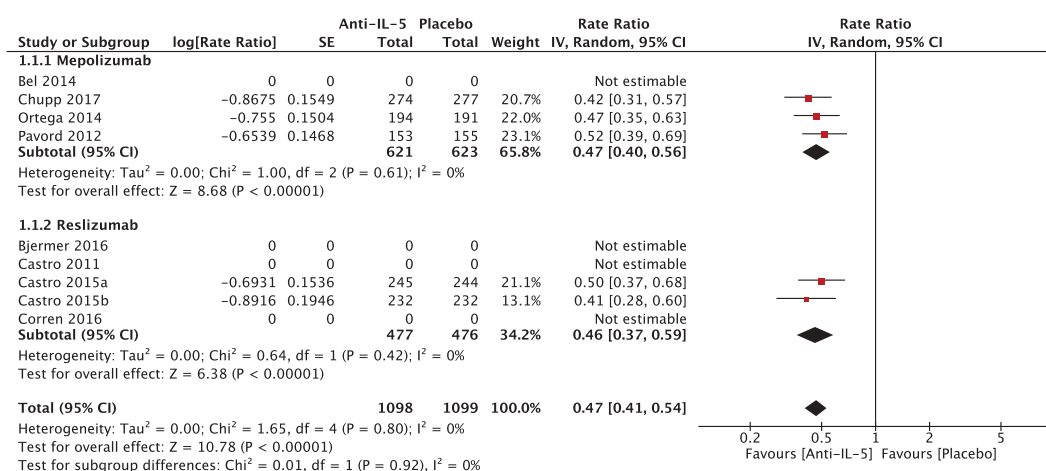 Anti-IL-5 Placebo Rate Ratio Rate Ratio
Study or Subgroup log[Rate Ratio] SE Total Total Weight IV, Random, 95% CI IV, Random, 95% CI
1.1.1 Mepolizumab
Bel 2014 0 0 0 0 Not estimable
Chupp 2017 −0.8675 0.1549 274 277 20.7% 0.42 [0.31, 0.57]
Ortega 2014 −0.755 0.1504 194 191 22.0% 0.47 [0.35, 0.63]
Pavord 2012 −0.6539 0.1468 153 155 23.1% 0.52 [0.39, 0.69]
Subtotal (95% CI) 621 623 65.8% 0.47 [0.40, 0.56]
Heterogeneity: Tau² = 0.00; Chi² = 1.00, df = 2 (P = 0.61); I² = 0%
Test for overall effect: Z = 8.68 (P < 0.00001)
1.1.2 Reslizumab
Bjermer 2016 0 0 0 0 Not estimable
Castro 2011 0 0 0 0 Not estimable
Castro 2015a −0.6931 0.1536 245 244 21.1% 0.50 [0.37, 0.68]
Castro 2015b −0.8916 0.1946 232 232 13.1% 0.41 [0.28, 0.60]
Corren 2016 0 0 0 0 Not estimable
Subtotal (95% CI) 477 476 34.2% 0.46 [0.37, 0.59]
Heterogeneity: Tau² = 0.00; Chi² = 0.64, df = 1 (P = 0.42); I² = 0%
Test for overall effect: Z = 6.38 (P < 0.00001)
Total (95% CI) 1098 1099 100.0% 0.47 [0.41, 0.54]
Heterogeneity: Tau² = 0.00; Chi² = 1.65, df = 4 (P = 0.80); I² = 0%
Test for overall effect: Z = 10.78 (P < 0.00001)
Test for subgroup differences: Chi² = 0.01, df = 1 (P = 0.92), I² = 0%
0.2 0.5 1 2 5
Favours [Anti-IL-5] Favours [Placebo]